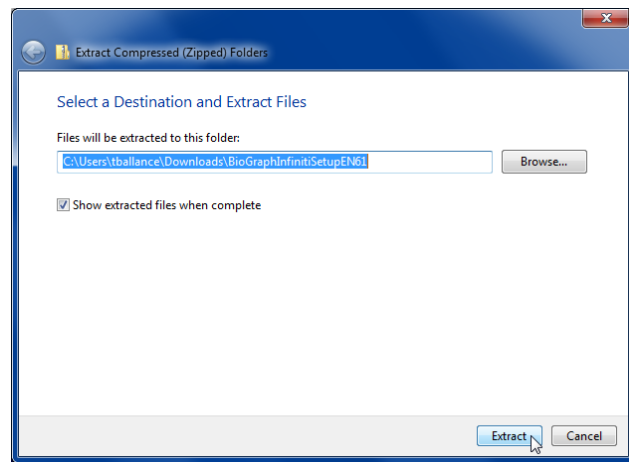 Extract Compressed (Zipped) Folders
Select a Destination and Extract Files
Files will be extracted to this folder:
C:\Users\tballance\Downloads\BioGraphInfinitiSetupEN61
Browse...
Show extracted files when complete
Extract
Cancel